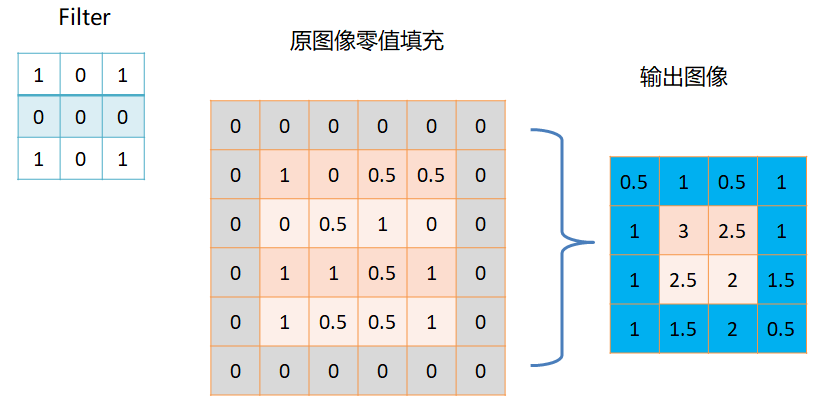 Filter
原图像零值填充
输出图像
1 0 1
0 0 0
1 0 1
0 0 0 0 0 0
0 1 0 0.5 0.5 0
0 0 0.5 1 0 0
0 1 1 0.5 1 0
0 1 0.5 0.5 1 0
0 0 0 0 0 0
0.5 1 0.5 1
1 3 2.5 1
1 2.5 2 1.5
1 1.5 2 0.5